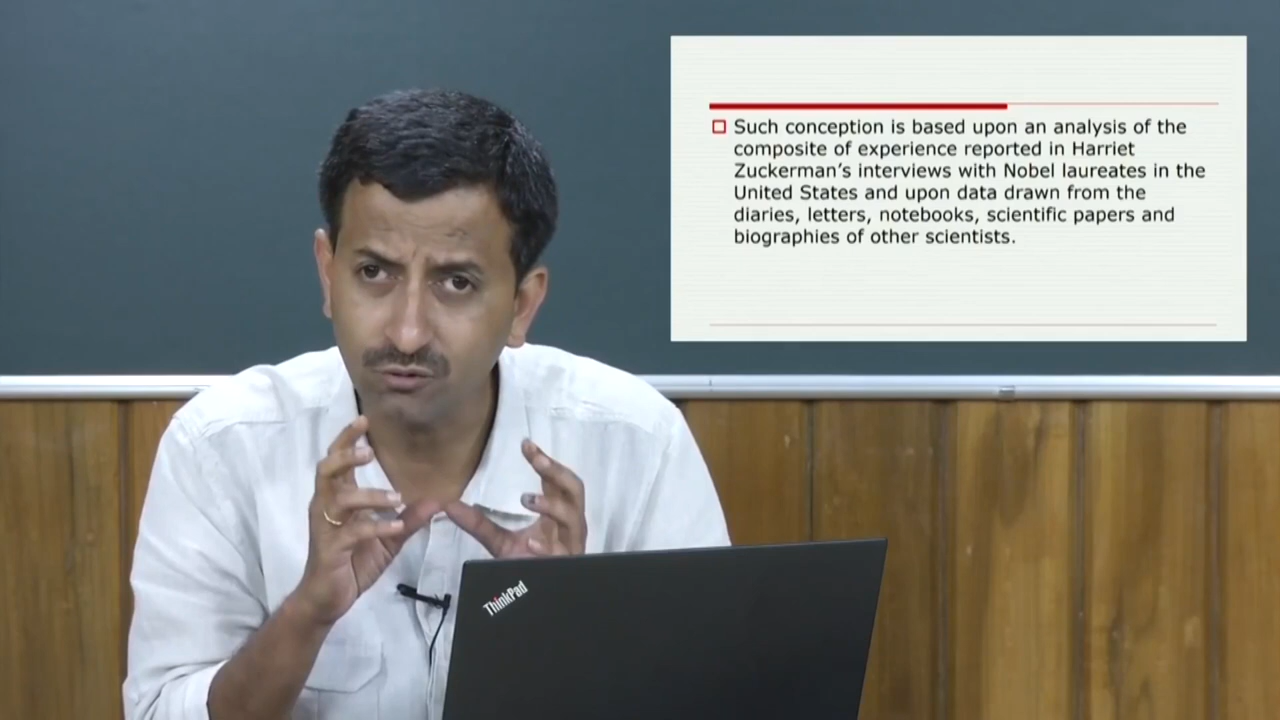 Such conception is based upon an analysis of the
composite of experience reported in Harriet
Zuckerman's interviews with Nobel laureates in the
United States and upon data drawn from the
diaries, letters, notebooks, scientific papers and
biographies of other scientists.
ThinkPad